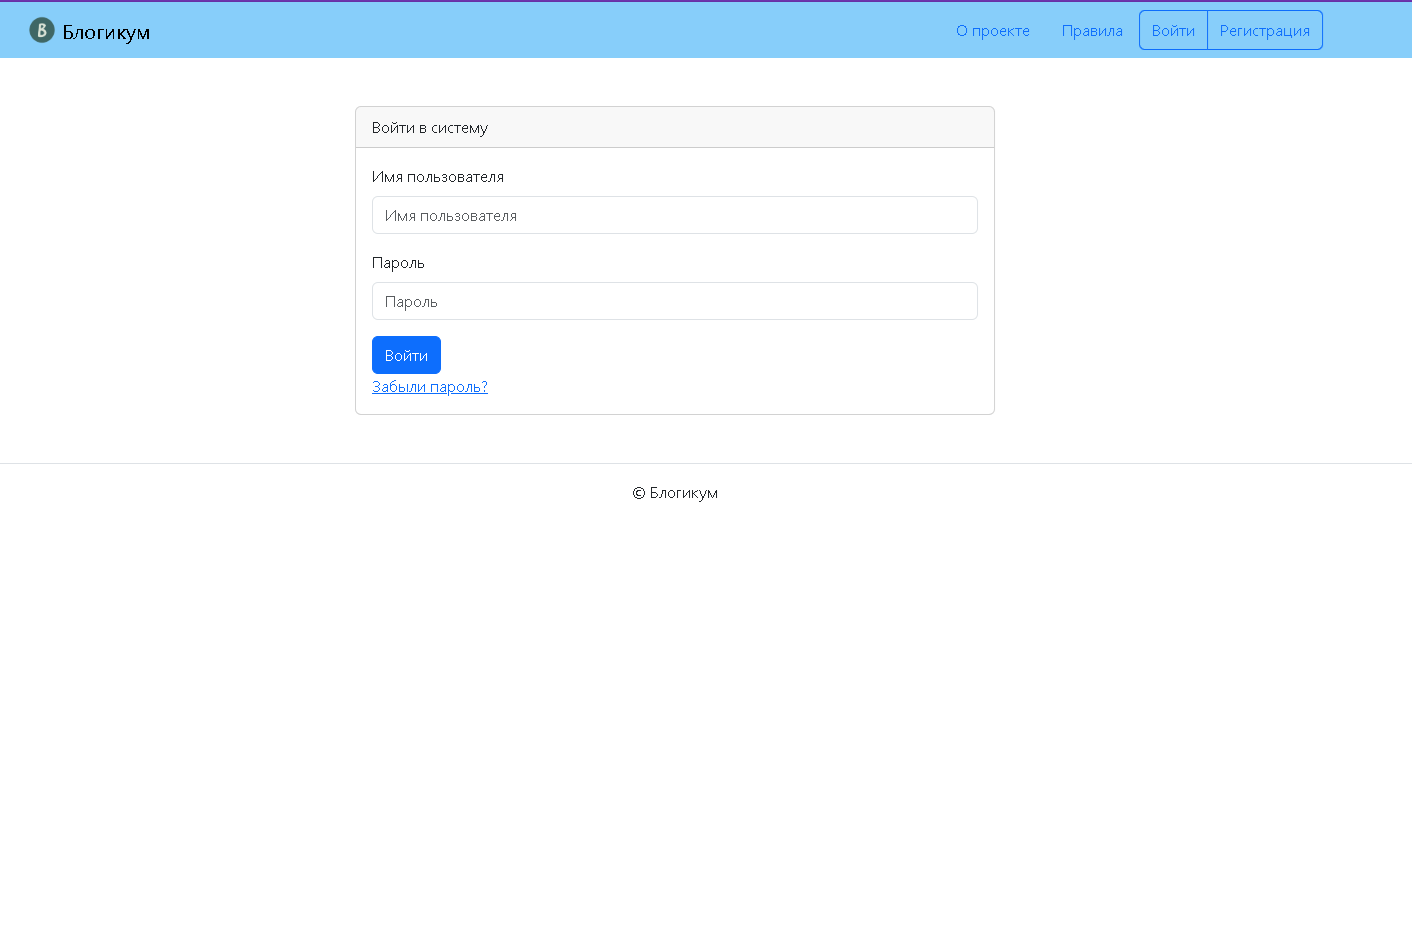 B Блогикум
О проекте Правила Войти Регистрация
Войти в систему
Имя пользователя
Имя пользователя
Пароль
Пароль
Войти
Забыли пароль?
© Блогикум